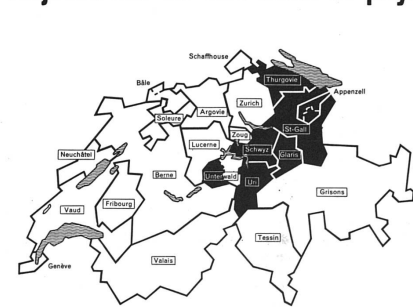 Schaffhouse
Thurgovie
Bâle
Appenzell
Zurich
Argovie
Soleure
St-Gall
Zoug
Lucerne
Schwyz
Neuchâtel
Glaris
Berne
Unterwald
Uri
Grisons
Fribourg
Vaud
Tessin
Valais
Genève